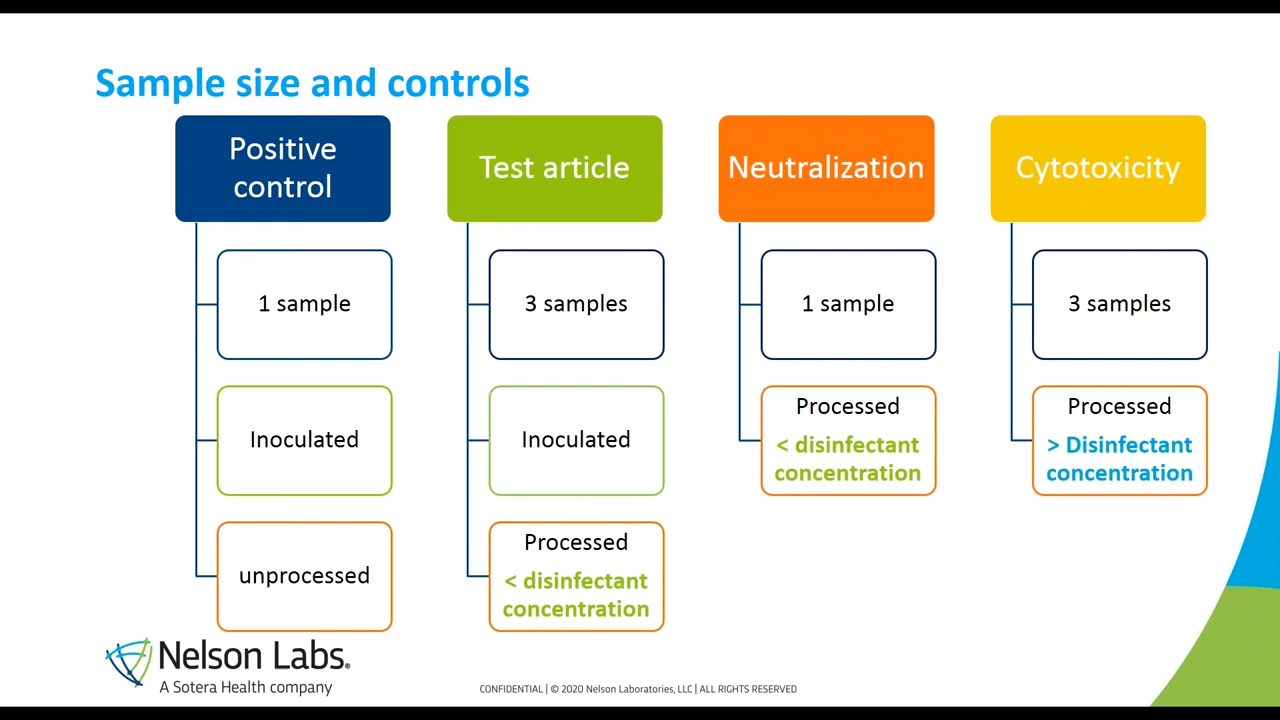 Sample size and controls
Positive
control
1 sample
Inoculated
unprocessed
Test article
3 samples
Inoculated
Processed
< disinfectant
concentration
Neutralization
1 sample
Processed
< disinfectant
concentration
Cytotoxicity
3 samples
Processed
> Disinfectant
concentration
Nelson Labs®
A Sotera Health company
CONFIDENTIAL | © 2020 Nelson Laboratories, LLC | ALL RIGHTS RESERVED